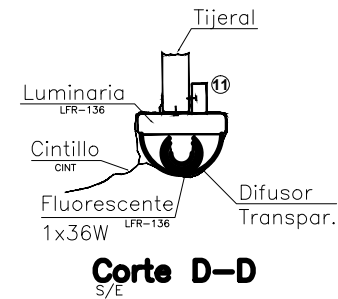 Tijeral
11
Luminaria
LFR-136
Cintillo
CINT
Fluorescente
LFR-136
1x36W
Difusor
Transpar.
Corte D-D
S/E